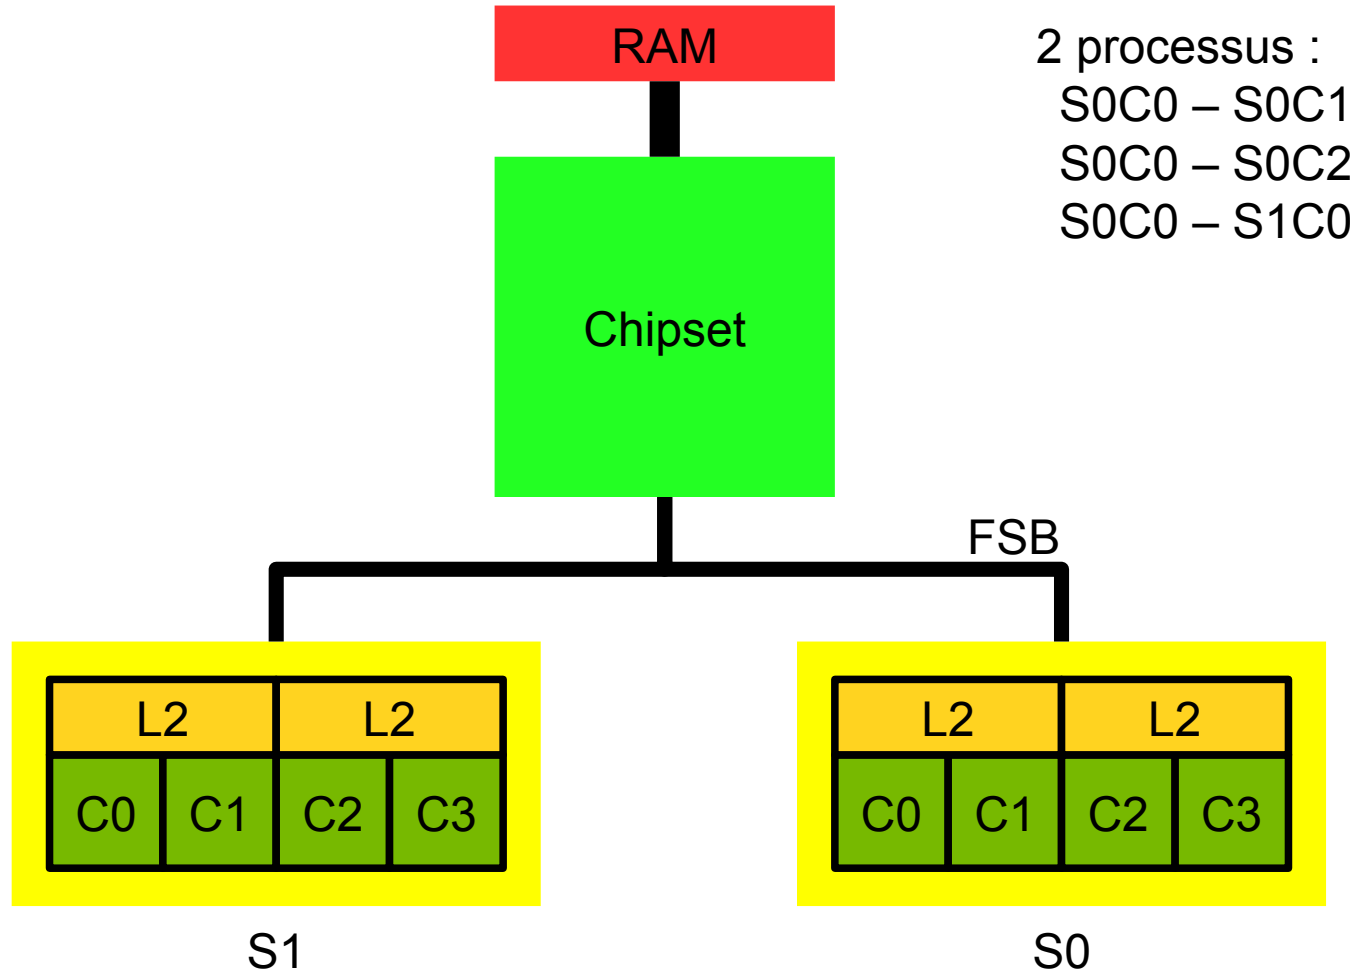 RAM
2 processus :
S0C0 – S0C1
S0C0 – S0C2
S0C0 – S1C0
Chipset
FSB
L2 L2
C0 C1 C2 C3
S1
L2 L2
C0 C1 C2 C3
S0